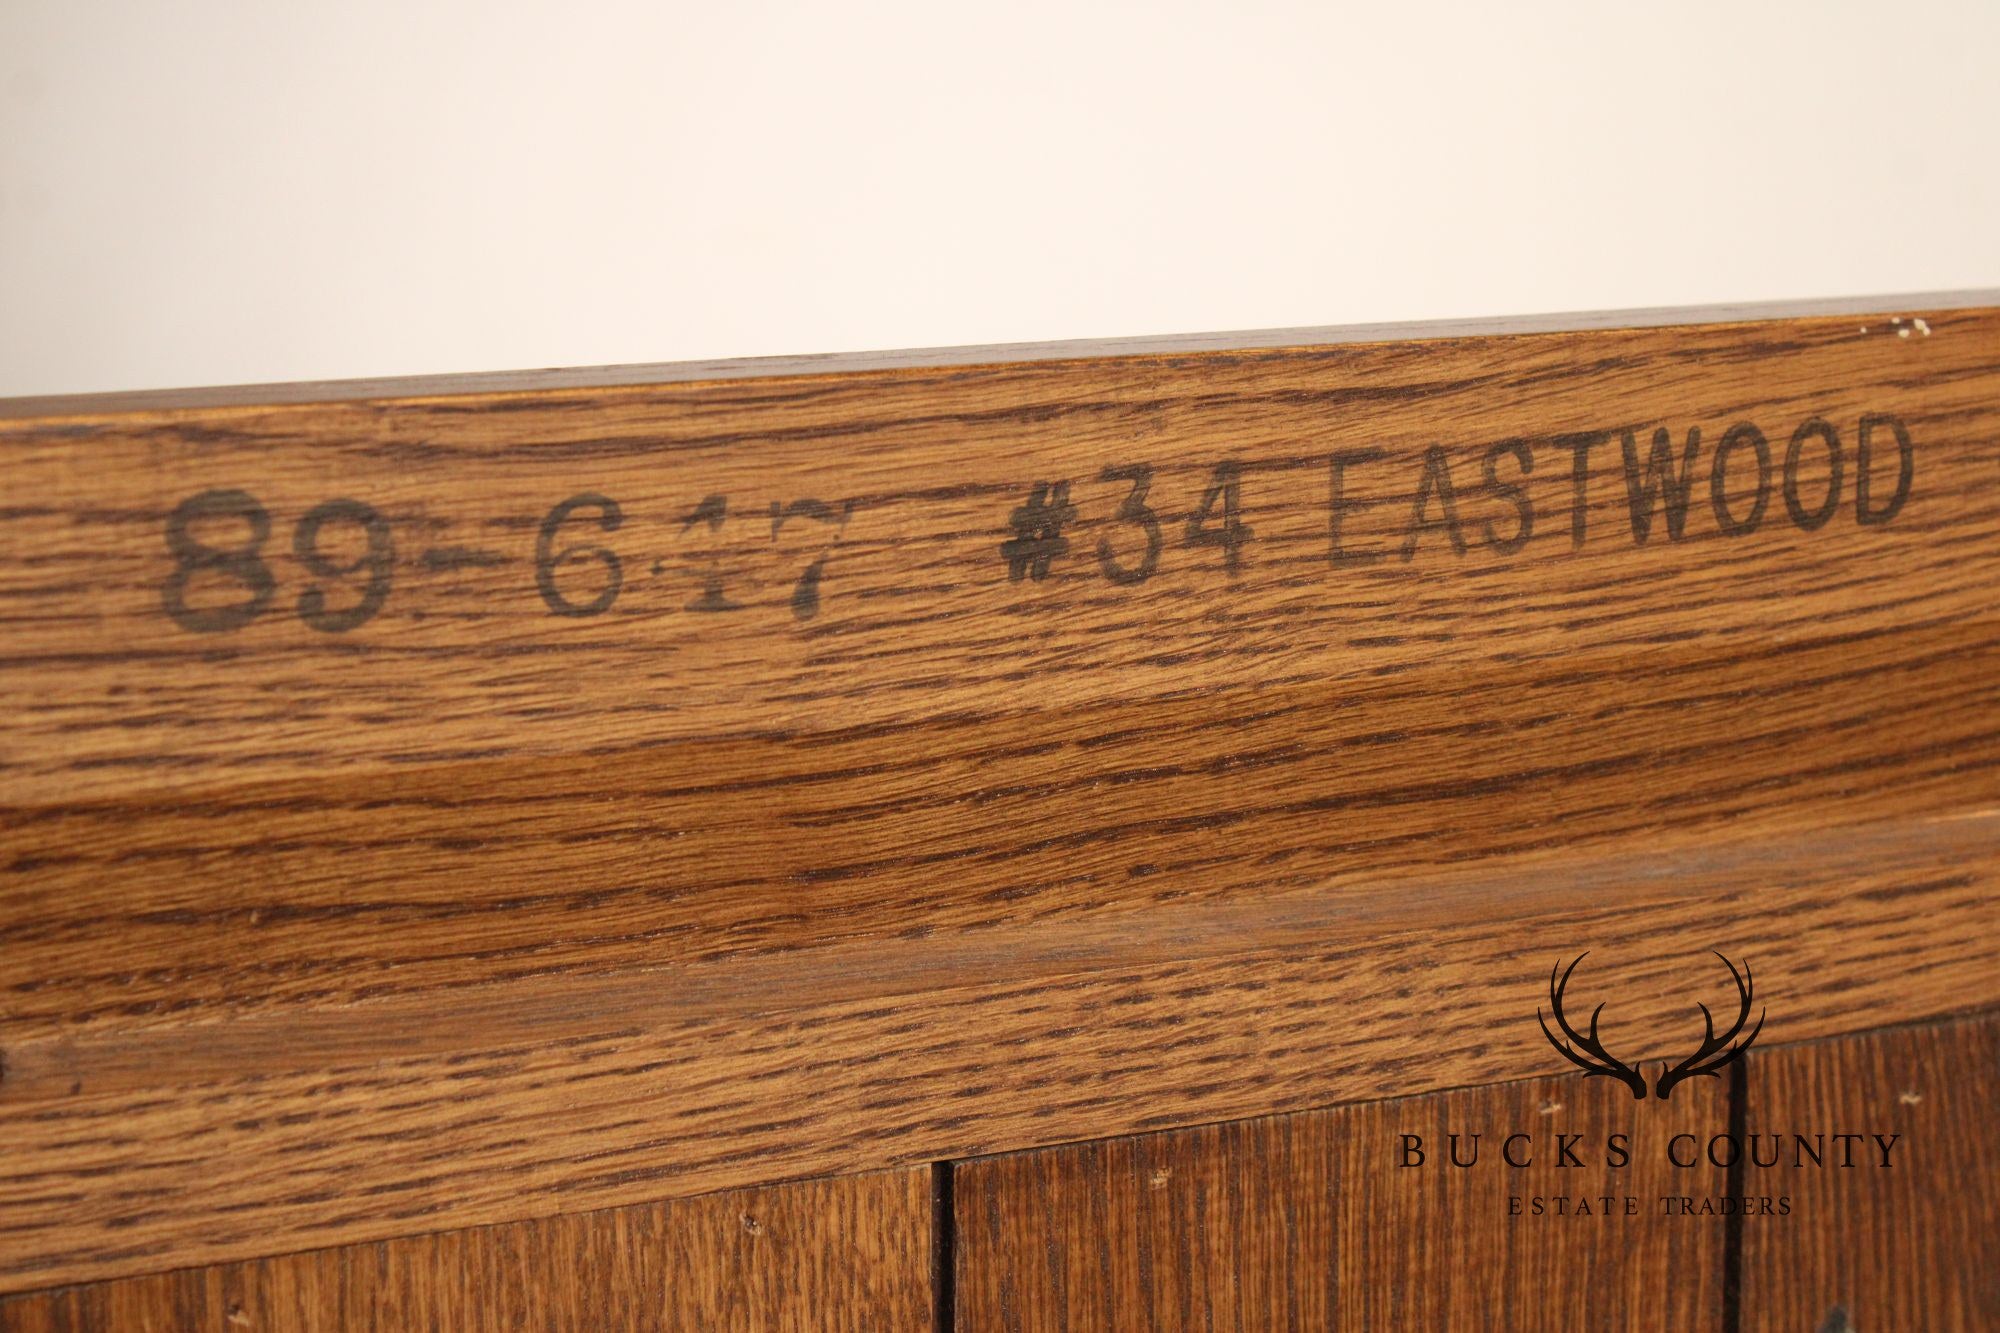 89-617 #34 EASTWOOD
BUCKS COUNTY
ESTATE TRADERS